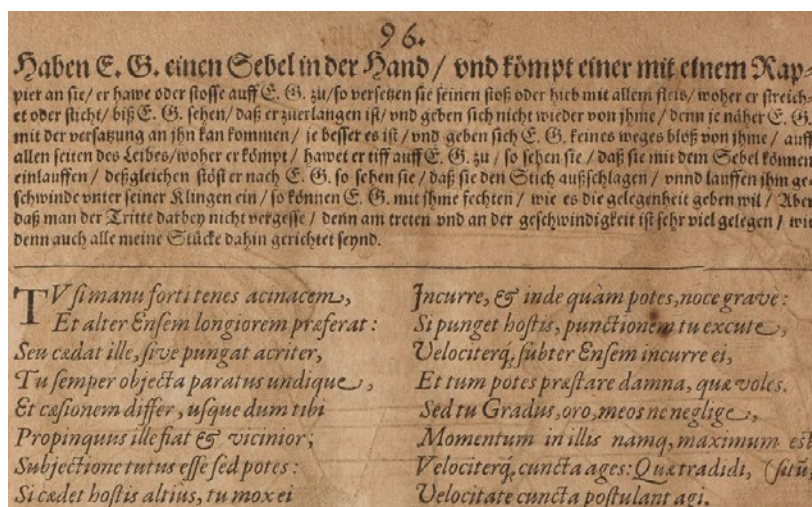 96.
Haben E. G. einen Sebel in der Hand / vnd kömpt einer mit einem Rap⸗
pier an sie / er hawe oder stosse auff E. G. zu / so versetzen sie seinen stoß oder hieb mit allem fleis / woher er streich⸗
et oder sticht / biß E. G. sehen / daß er zuerlangen ist / vnd geben sich nicht wieder von jhme / denn je näher E. G.
mit der versatzung an jhn kan kommen / je besser es ist / vnd geben sich E. G. keines weges bloß von jhme / auff
allen seiten des Leibes / woher er kömpt / hawet er tiff auff E. G. zu / so sehen sie / daß sie mit dem Sebel können
einlauffen / deßgleichen stöst er nach E. G. so sehen sie / daß sie den Stich außschlagen / vnnd lauffen jhm ge⸗
schwinde vnter seiner Klingen ein / so können E. G. mit jhme fechten / wie es die gelegenheit geben wil / Aber
daß man der Tritte darbey nicht vergesse / denn am treten vnd an der geschwindigkeit ist sehr viel gelegen / wie
denn auch alle meine Stücke dahin gerichtet seynd.
TV si manu forti tenes acinacem,
Et alter Ensem longiorem præferat:
Seu cædat ille, sive pungat acriter,
Tu semper objecta paratus undique,
Et cæsionem differ, usque dum tibi
Propinquus ille fiat & vicinior;
Subjectione tutus esse sed potes:
Si cædet hostis altius, tu mox ei
Incurre, & inde quàm potes, noce grave:
Si punget hostis, punctionem tu excute,
Velociterq́; subter Ensem incurre ei,
Et tum potes præstare damna, quæ voles.
Sed tu Gradus, oro, meos ne neglige,
Momentum in illis namq́; maximum est
Velociterq́; cuncta ages: Quæ tradidi, (sitũ,
Velocitate cuncta postulant agi.